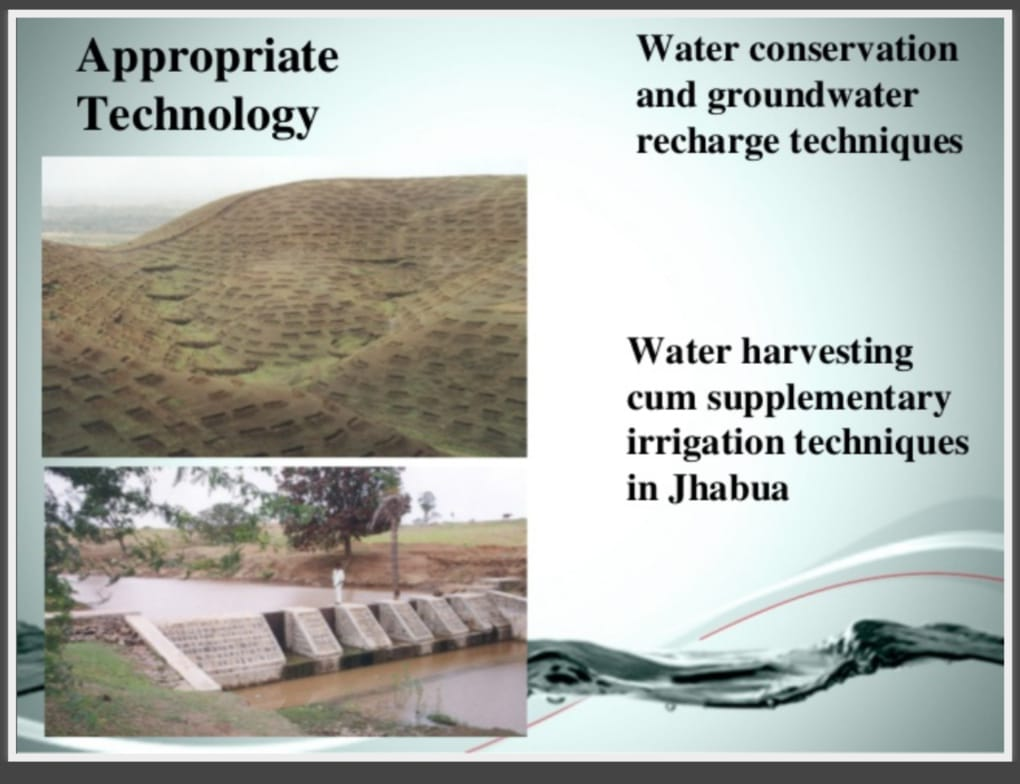 Appropriate
Technology
Water conservation
and groundwater
recharge techniques
Water harvesting
cum supplementary
irrigation techniques
in Jhabua